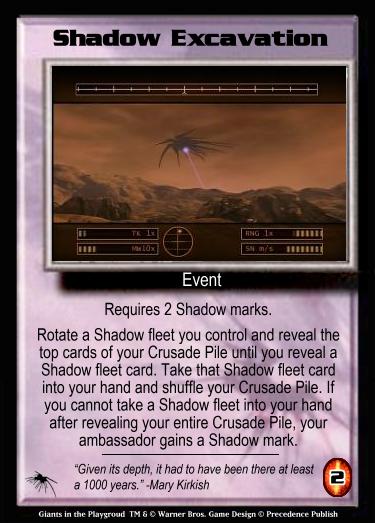 Shadow Excavation
TK 1x
MM10x
RNG 1x
SN m/s
Event
Requires 2 Shadow marks.
Rotate a Shadow fleet you control and reveal the
top cards of your Crusade Pile until you reveal a
Shadow fleet card. Take that Shadow fleet card
into your hand and shuffle your Crusade Pile. If
you cannot take a Shadow fleet into your hand
after revealing your entire Crusade Pile, your
ambassador gains a Shadow mark.
"Given its depth, it had to have been there at least
a 1000 years." -Mary Kirkish
2
Giants in the Playgroud TM & © Warner Bros. Game Design © Precedence Publish